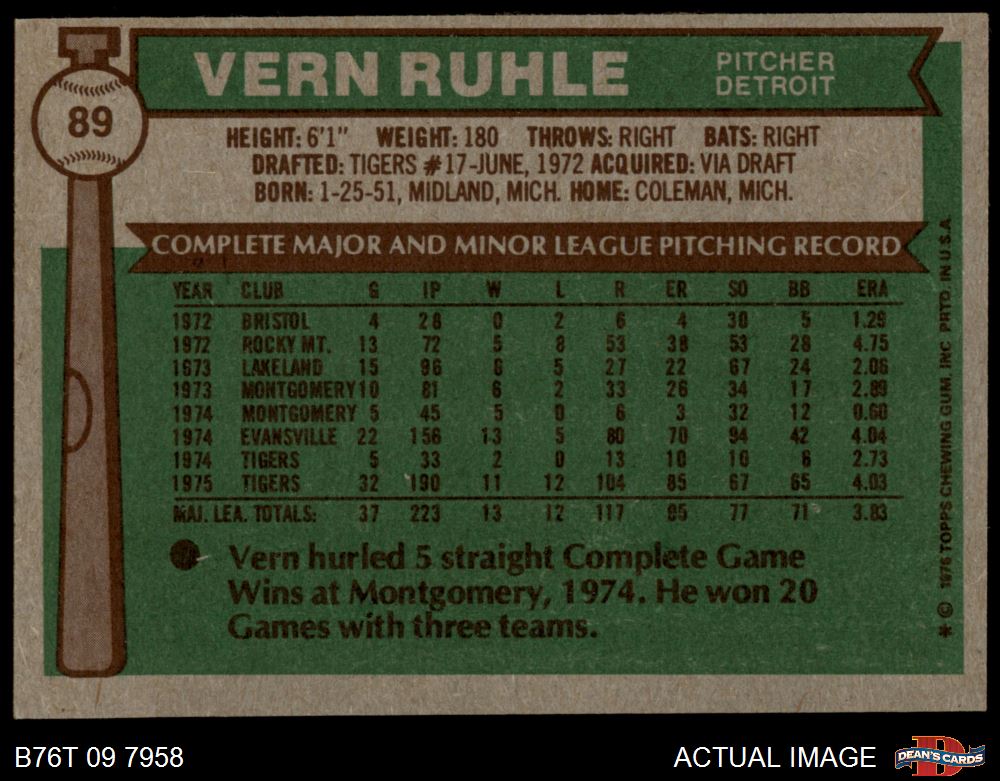 VERN RUHLE
PITCHER
DETROIT
89
HEIGHT: 6'1" WEIGHT: 180 THROWS: RIGHT BATS: RIGHT
DRAFTED: TIGERS #17-JUNE, 1972 ACQUIRED: VIA DRAFT
BORN: 1-25-51, MIDLAND, MICH. HOME: COLEMAN, MICH.
COMPLETE MAJOR AND MINOR LEAGUE PITCHING RECORD
YEAR CLUB G IP W L R ER SO BB ERA
1972 BRISTOL 4 28 0 2 6 4 30 5 1.29
1972 ROCKY MT. 13 72 5 8 53 38 53 28 4.75
1973 LAKELAND 15 96 6 5 27 22 67 24 2.06
1973 MONTGOMERY 10 81 6 2 33 26 34 17 2.89
1974 MONTGOMERY 5 45 5 0 6 3 32 12 0.60
1974 EVANSVILLE 22 156 13 5 80 70 94 42 4.04
1974 TIGERS 5 33 2 0 13 10 10 6 2.73
1975 TIGERS 32 190 11 12 104 85 67 65 4.03
MAJ. LEA. TOTALS: 37 223 13 12 117 95 77 71 3.83
Vern hurled 5 straight Complete Game
Wins at Montgomery, 1974. He won 20
Games with three teams.
* © 1976 TOPPS CHEWING GUM, INC. PRTD. IN U.S.A.
B76T 09 7958
ACTUAL IMAGE
D
DEAN'S CARDS